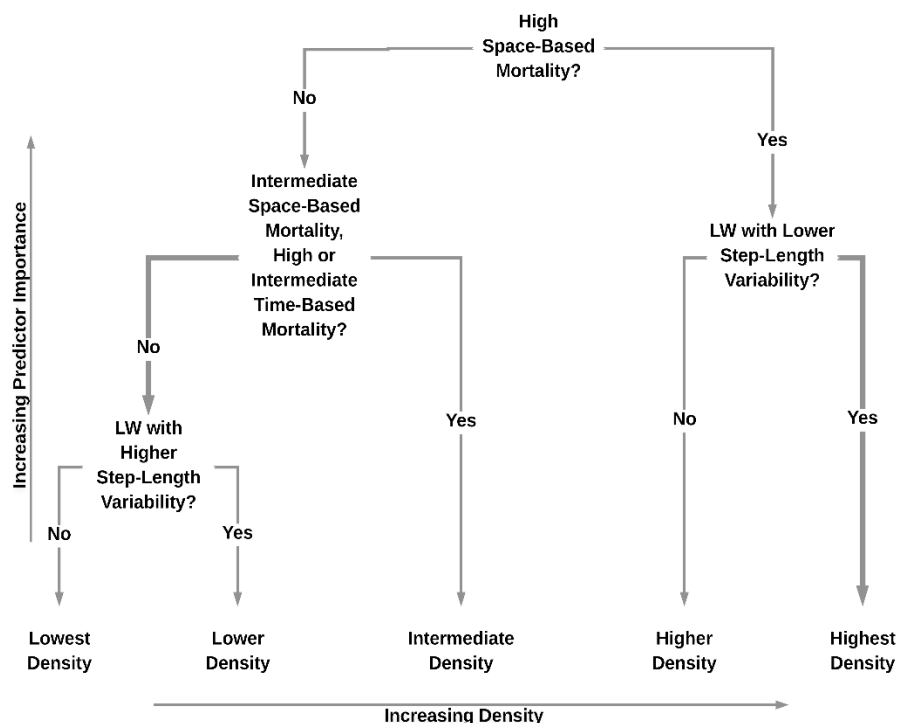 High
Space-Based
Mortality?
No
Yes
Intermediate
Space-Based
Mortality,
High or
Intermediate
Time-Based
Mortality?
LW with Lower
Step-Length
Variability?
No
Yes
No
Yes
LW with
Higher
Step-Length
Variability?
No
Yes
Lowest
Density
Lower
Density
Intermediate
Density
Higher
Density
Highest
Density
Increasing Predictor Importance
Increasing Density